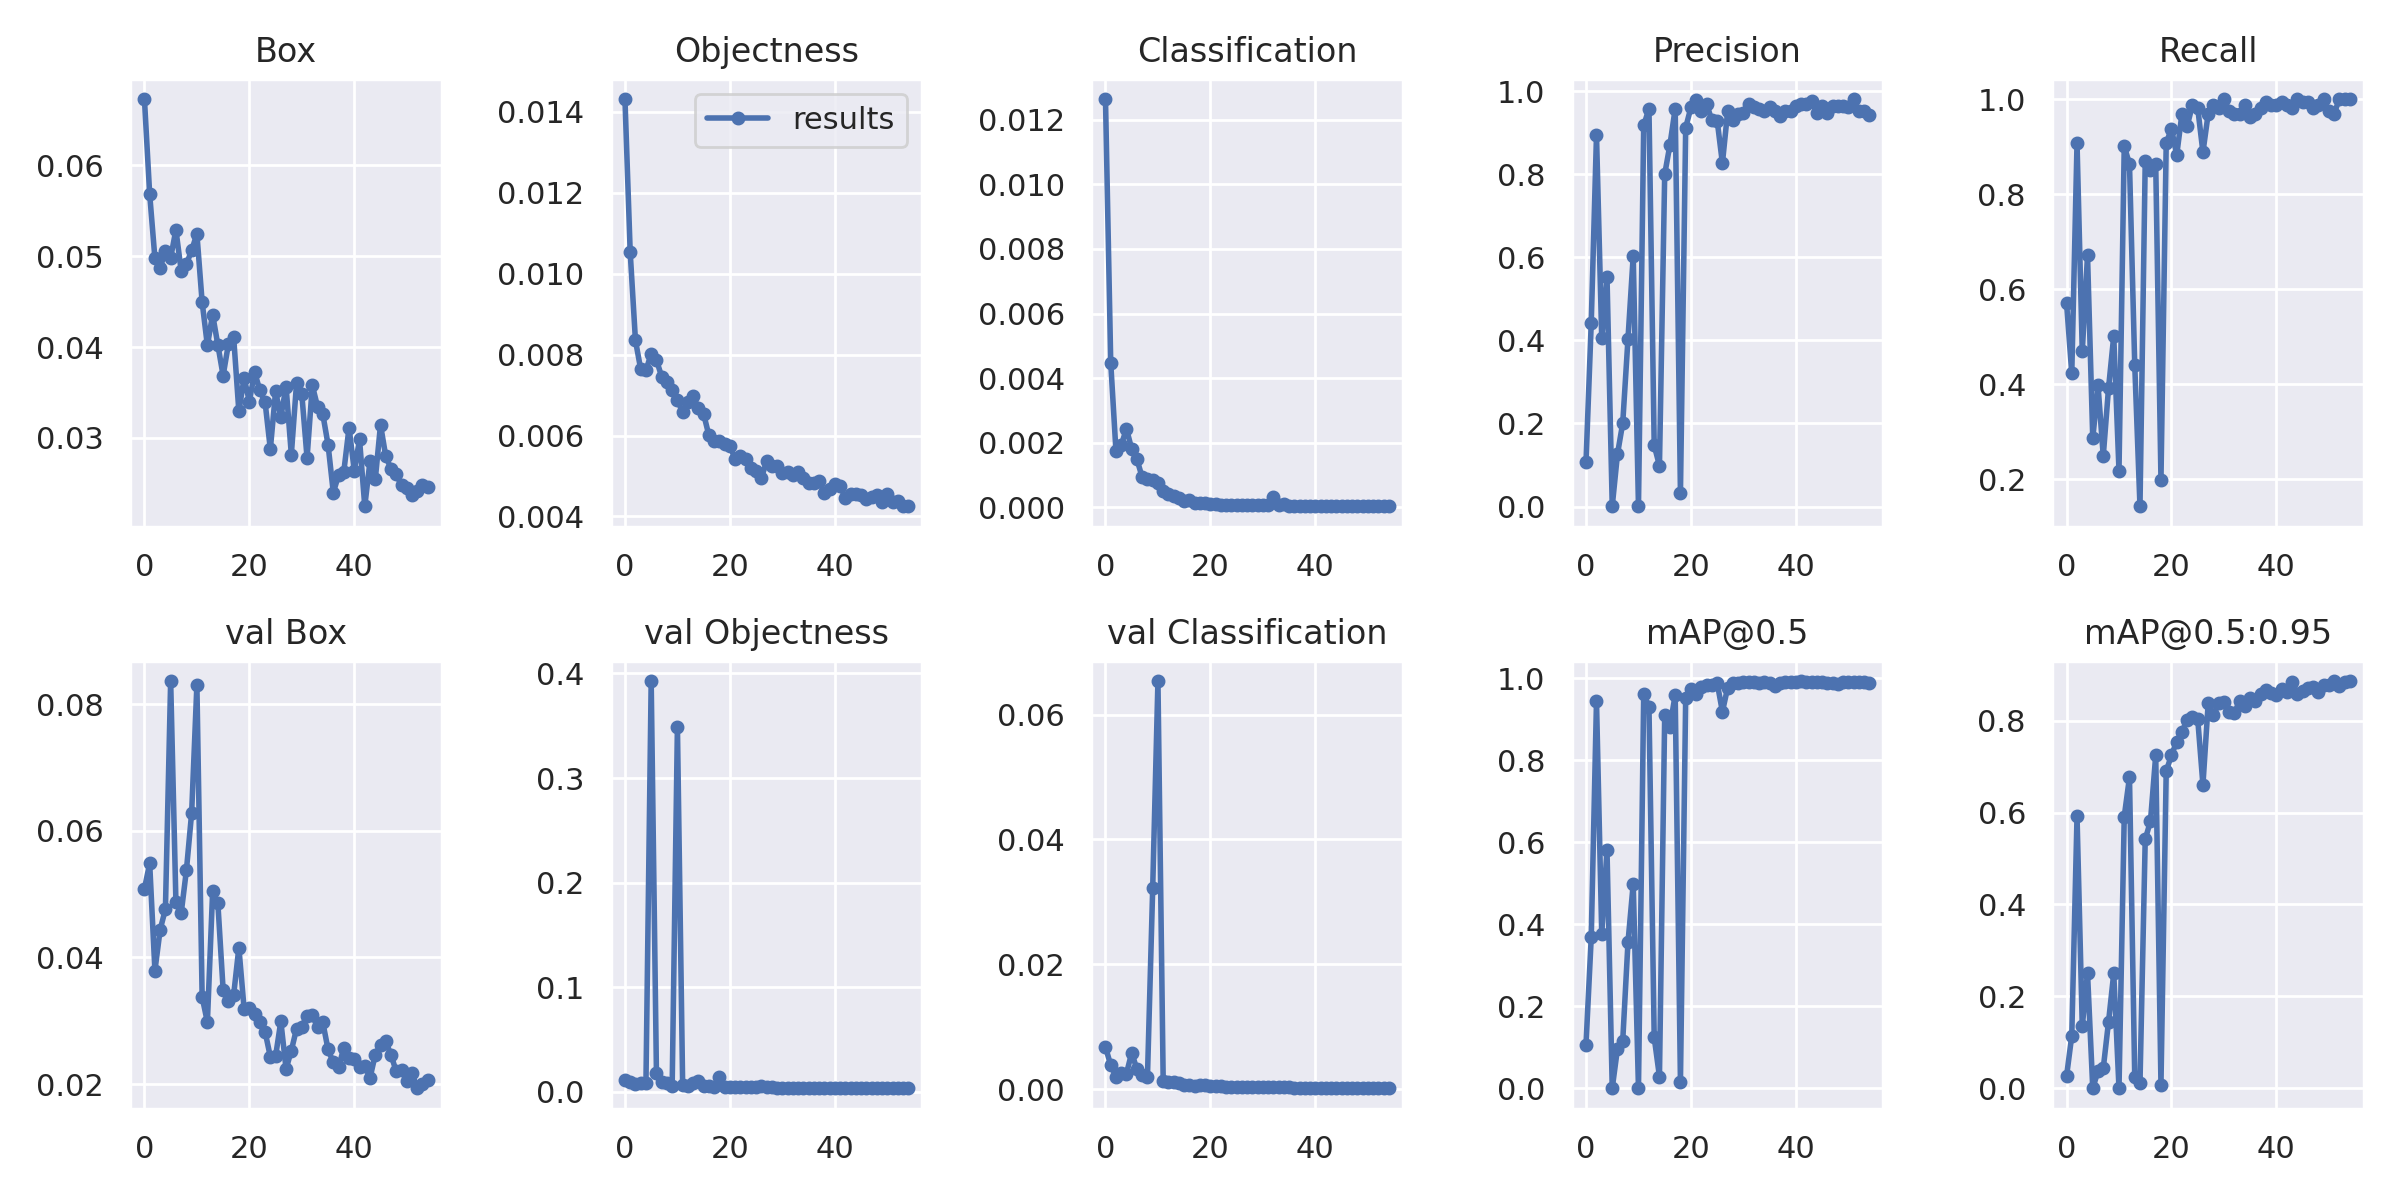 Box
0.06
0.05
0.04
0.03
0 20 40
Objectness
results
0.014
0.012
0.010
0.008
0.006
0.004
0 20 40
Classification
0.012
0.010
0.008
0.006
0.004
0.002
0.000
0 20 40
Precision
1.0
0.8
0.6
0.4
0.2
0.0
0 20 40
Recall
1.0
0.8
0.6
0.4
0.2
0 20 40
val Box
0.08
0.06
0.04
0.02
0 20 40
val Objectness
0.4
0.3
0.2
0.1
0.0
0 20 40
val Classification
0.06
0.04
0.02
0.00
0 20 40
mAP@0.5
1.0
0.8
0.6
0.4
0.2
0.0
0 20 40
mAP@0.5:0.95
0.8
0.6
0.4
0.2
0.0
0 20 40